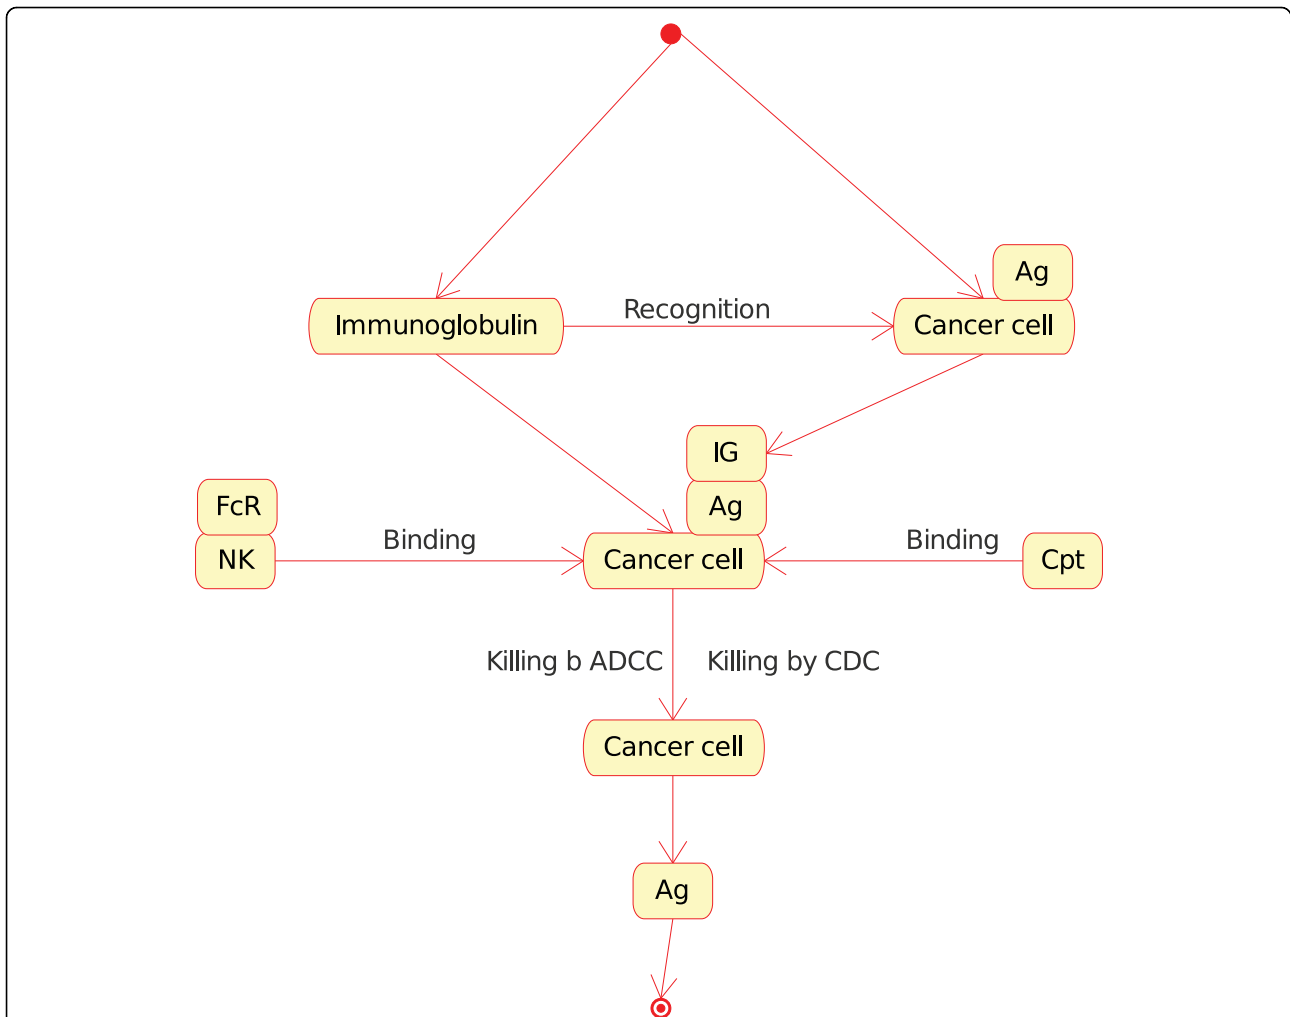 Ag
Immunoglobulin
Recognition
Cancer cell
IG
FcR
Ag
Binding
Binding
NK
Cancer cell
Cpt
Killing b ADCC
Killing by CDC
Cancer cell
Ag